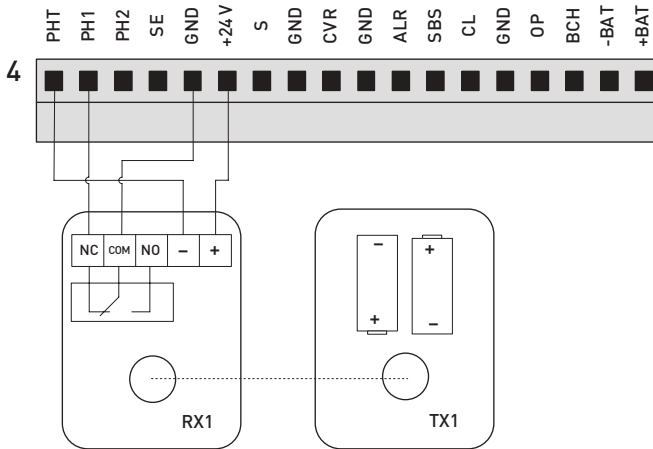 PHT PH1 PH2 SE GND +24V S GND CVR GND ALR SBS CL GND OP BCH -BAT +BAT
4
NC COM NO - +
- +
+ -
RX1 TX1